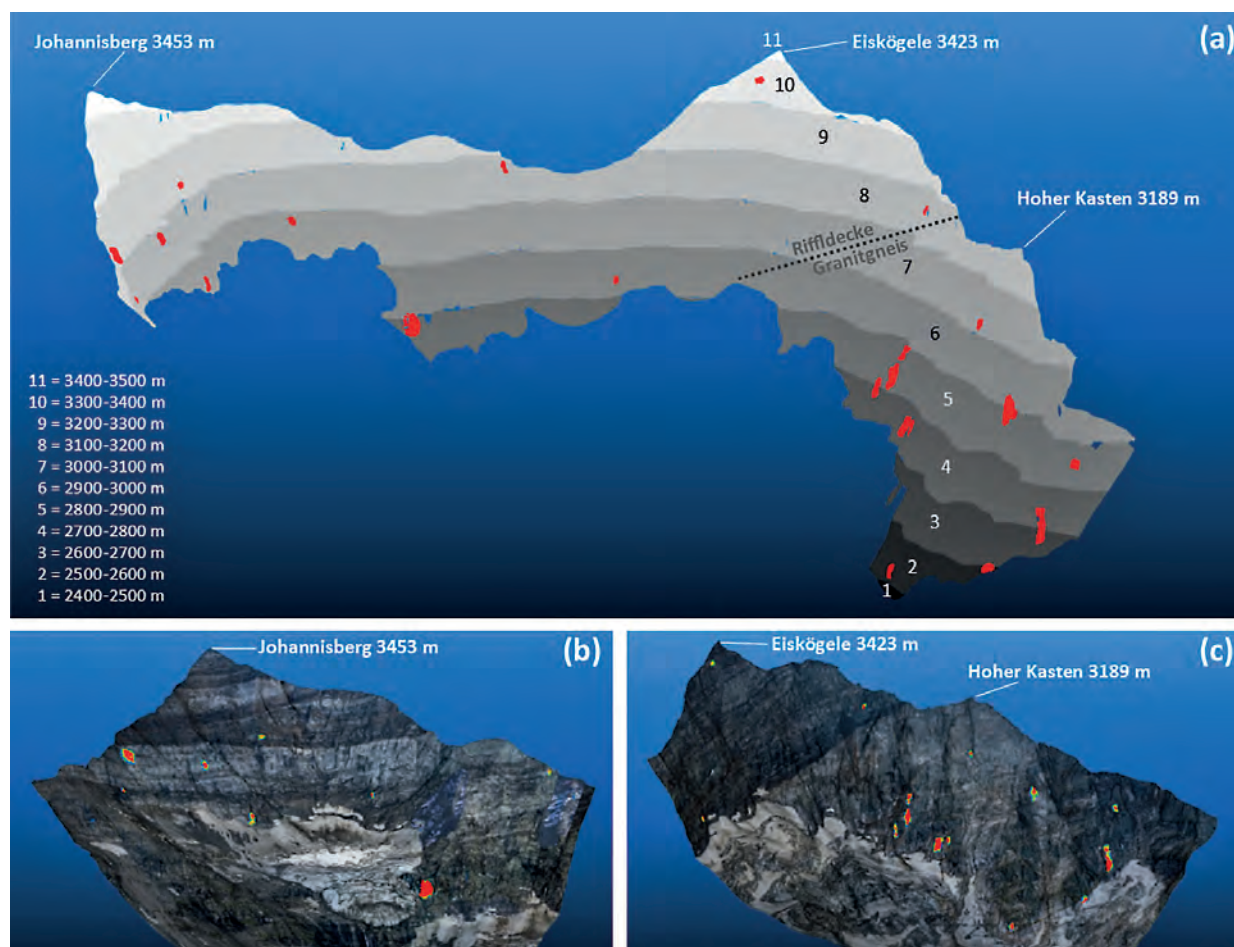 Johannisberg 3453 m
11
Eiskögele 3423 m
(a)
10
9
Hoher Kasten 3189 m
8
Riffldecke
Granitgneis
7
6
5
4
3
2
1
11 = 3400-3500 m
10 = 3300-3400 m
9 = 3200-3300 m
8 = 3100-3200 m
7 = 3000-3100 m
6 = 2900-3000 m
5 = 2800-2900 m
4 = 2700-2800 m
3 = 2600-2700 m
2 = 2500-2600 m
1 = 2400-2500 m
Johannisberg 3453 m
(b)
Eiskögele 3423 m
Hoher Kasten 3189 m
(c)